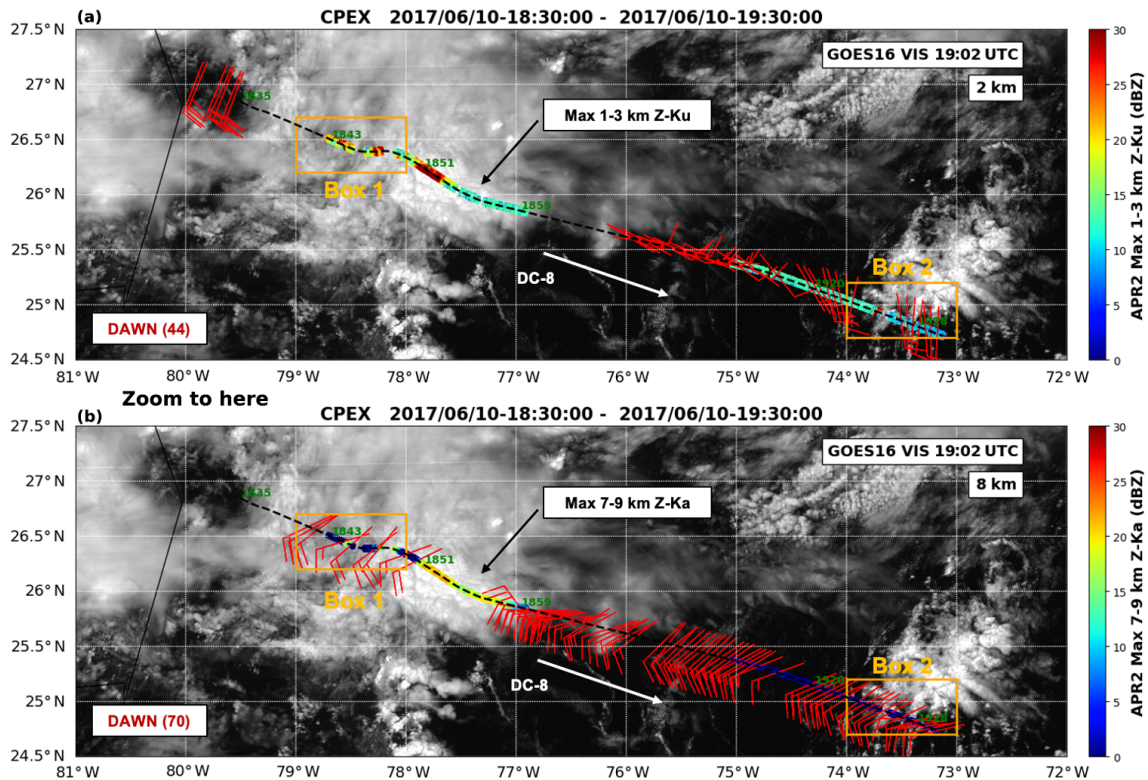 (a)
CPEX 2017/06/10-18:30:00 - 2017/06/10-19:30:00
27.5° N
27° N
26.5° N
26° N
25.5° N
25° N
24.5° N
GOES16 VIS 19:02 UTC
2 km
1835
1843
Max 1-3 km Z-Ku
1851
Box 1
1859
DC-8
Box 2
1920
DAWN (44)
81° W
80° W
79° W
78° W
77° W
76° W
75° W
74° W
73° W
72° W
30
25
20
15
10
5
0
APR2 Max 1-3 km Z-Ku (dBZ)
Zoom to here
(b)
CPEX 2017/06/10-18:30:00 - 2017/06/10-19:30:00
27.5° N
27° N
26.5° N
26° N
25.5° N
25° N
24.5° N
GOES16 VIS 19:02 UTC
8 km
1835
1843
Max 7-9 km Z-Ka
1851
Box 1
1859
DC-8
Box 2
1920
1928
DAWN (70)
81° W
80° W
79° W
78° W
77° W
76° W
75° W
74° W
73° W
72° W
30
25
20
15
10
5
0
APR2 Max 7-9 km Z-Ka (dBZ)